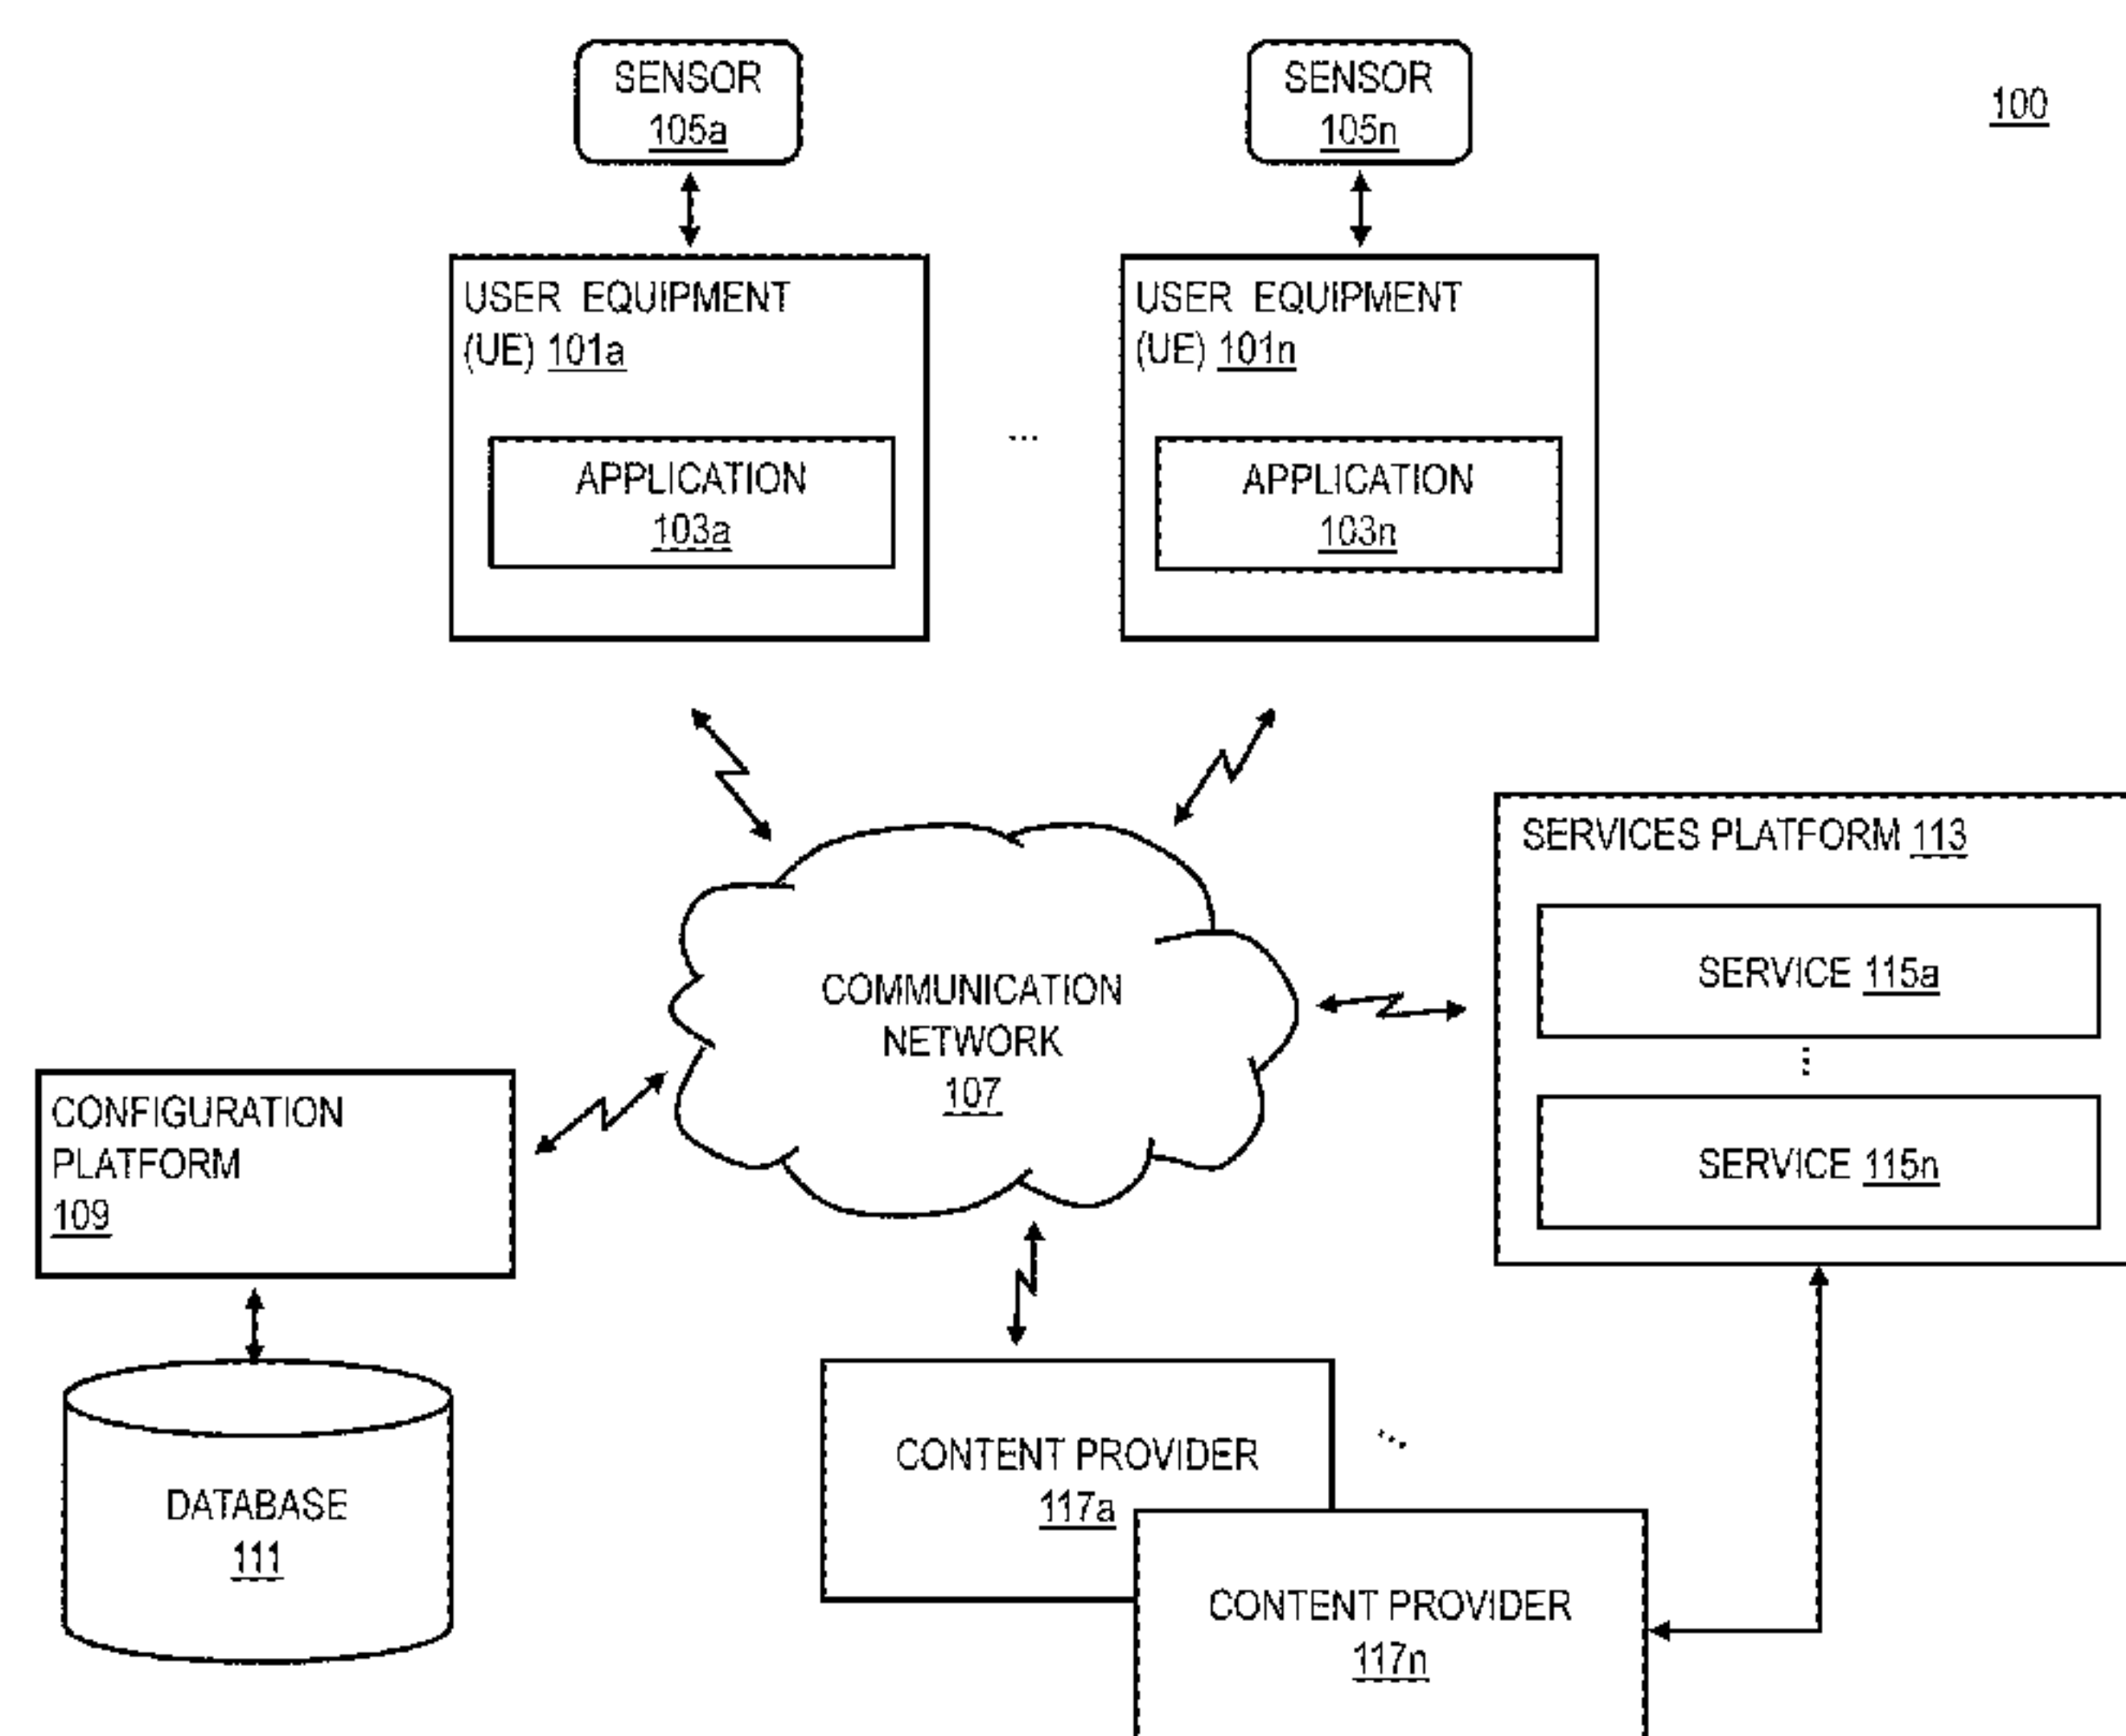 SENSOR
105a
SENSOR
105n
100
USER EQUIPMENT
(UE) 101a
APPLICATION
103a
...
USER EQUIPMENT
(UE) 101n
APPLICATION
103n
SERVICES PLATFORM 113
SERVICE 115a
...
SERVICE 115n
COMMUNICATION
NETWORK
107
CONFIGURATION
PLATFORM
109
DATABASE
111
CONTENT PROVIDER
117a
...
CONTENT PROVIDER
117n